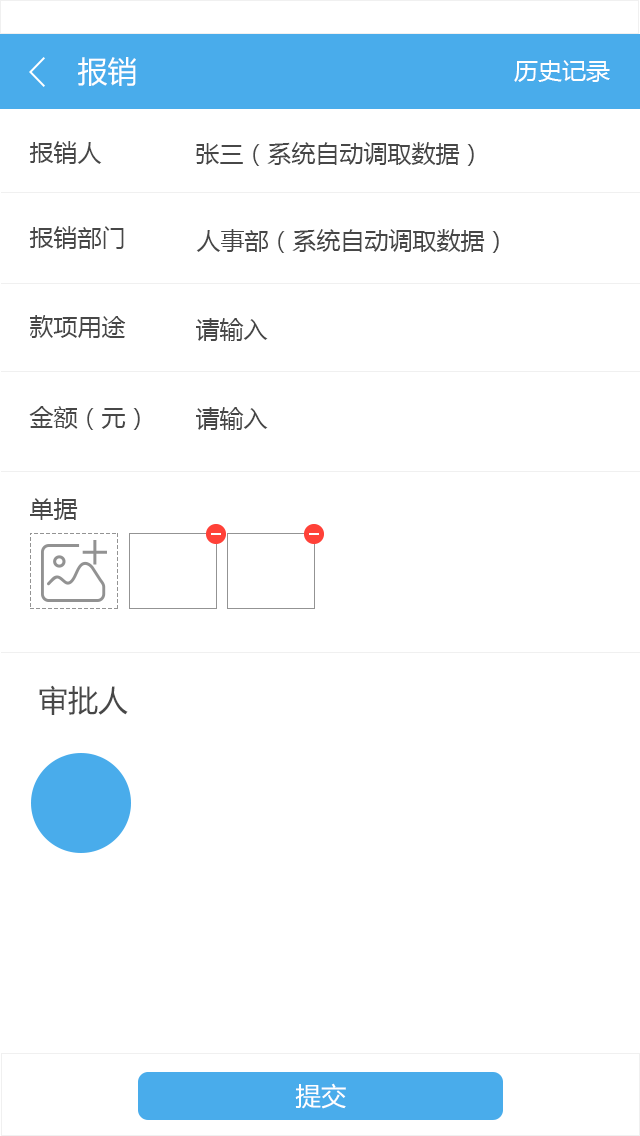 报销 历史记录
报销人 张三（系统自动调取数据）
报销部门 人事部（系统自动调取数据）
款项用途 请输入
金额（元） 请输入
单据
审批人
提交